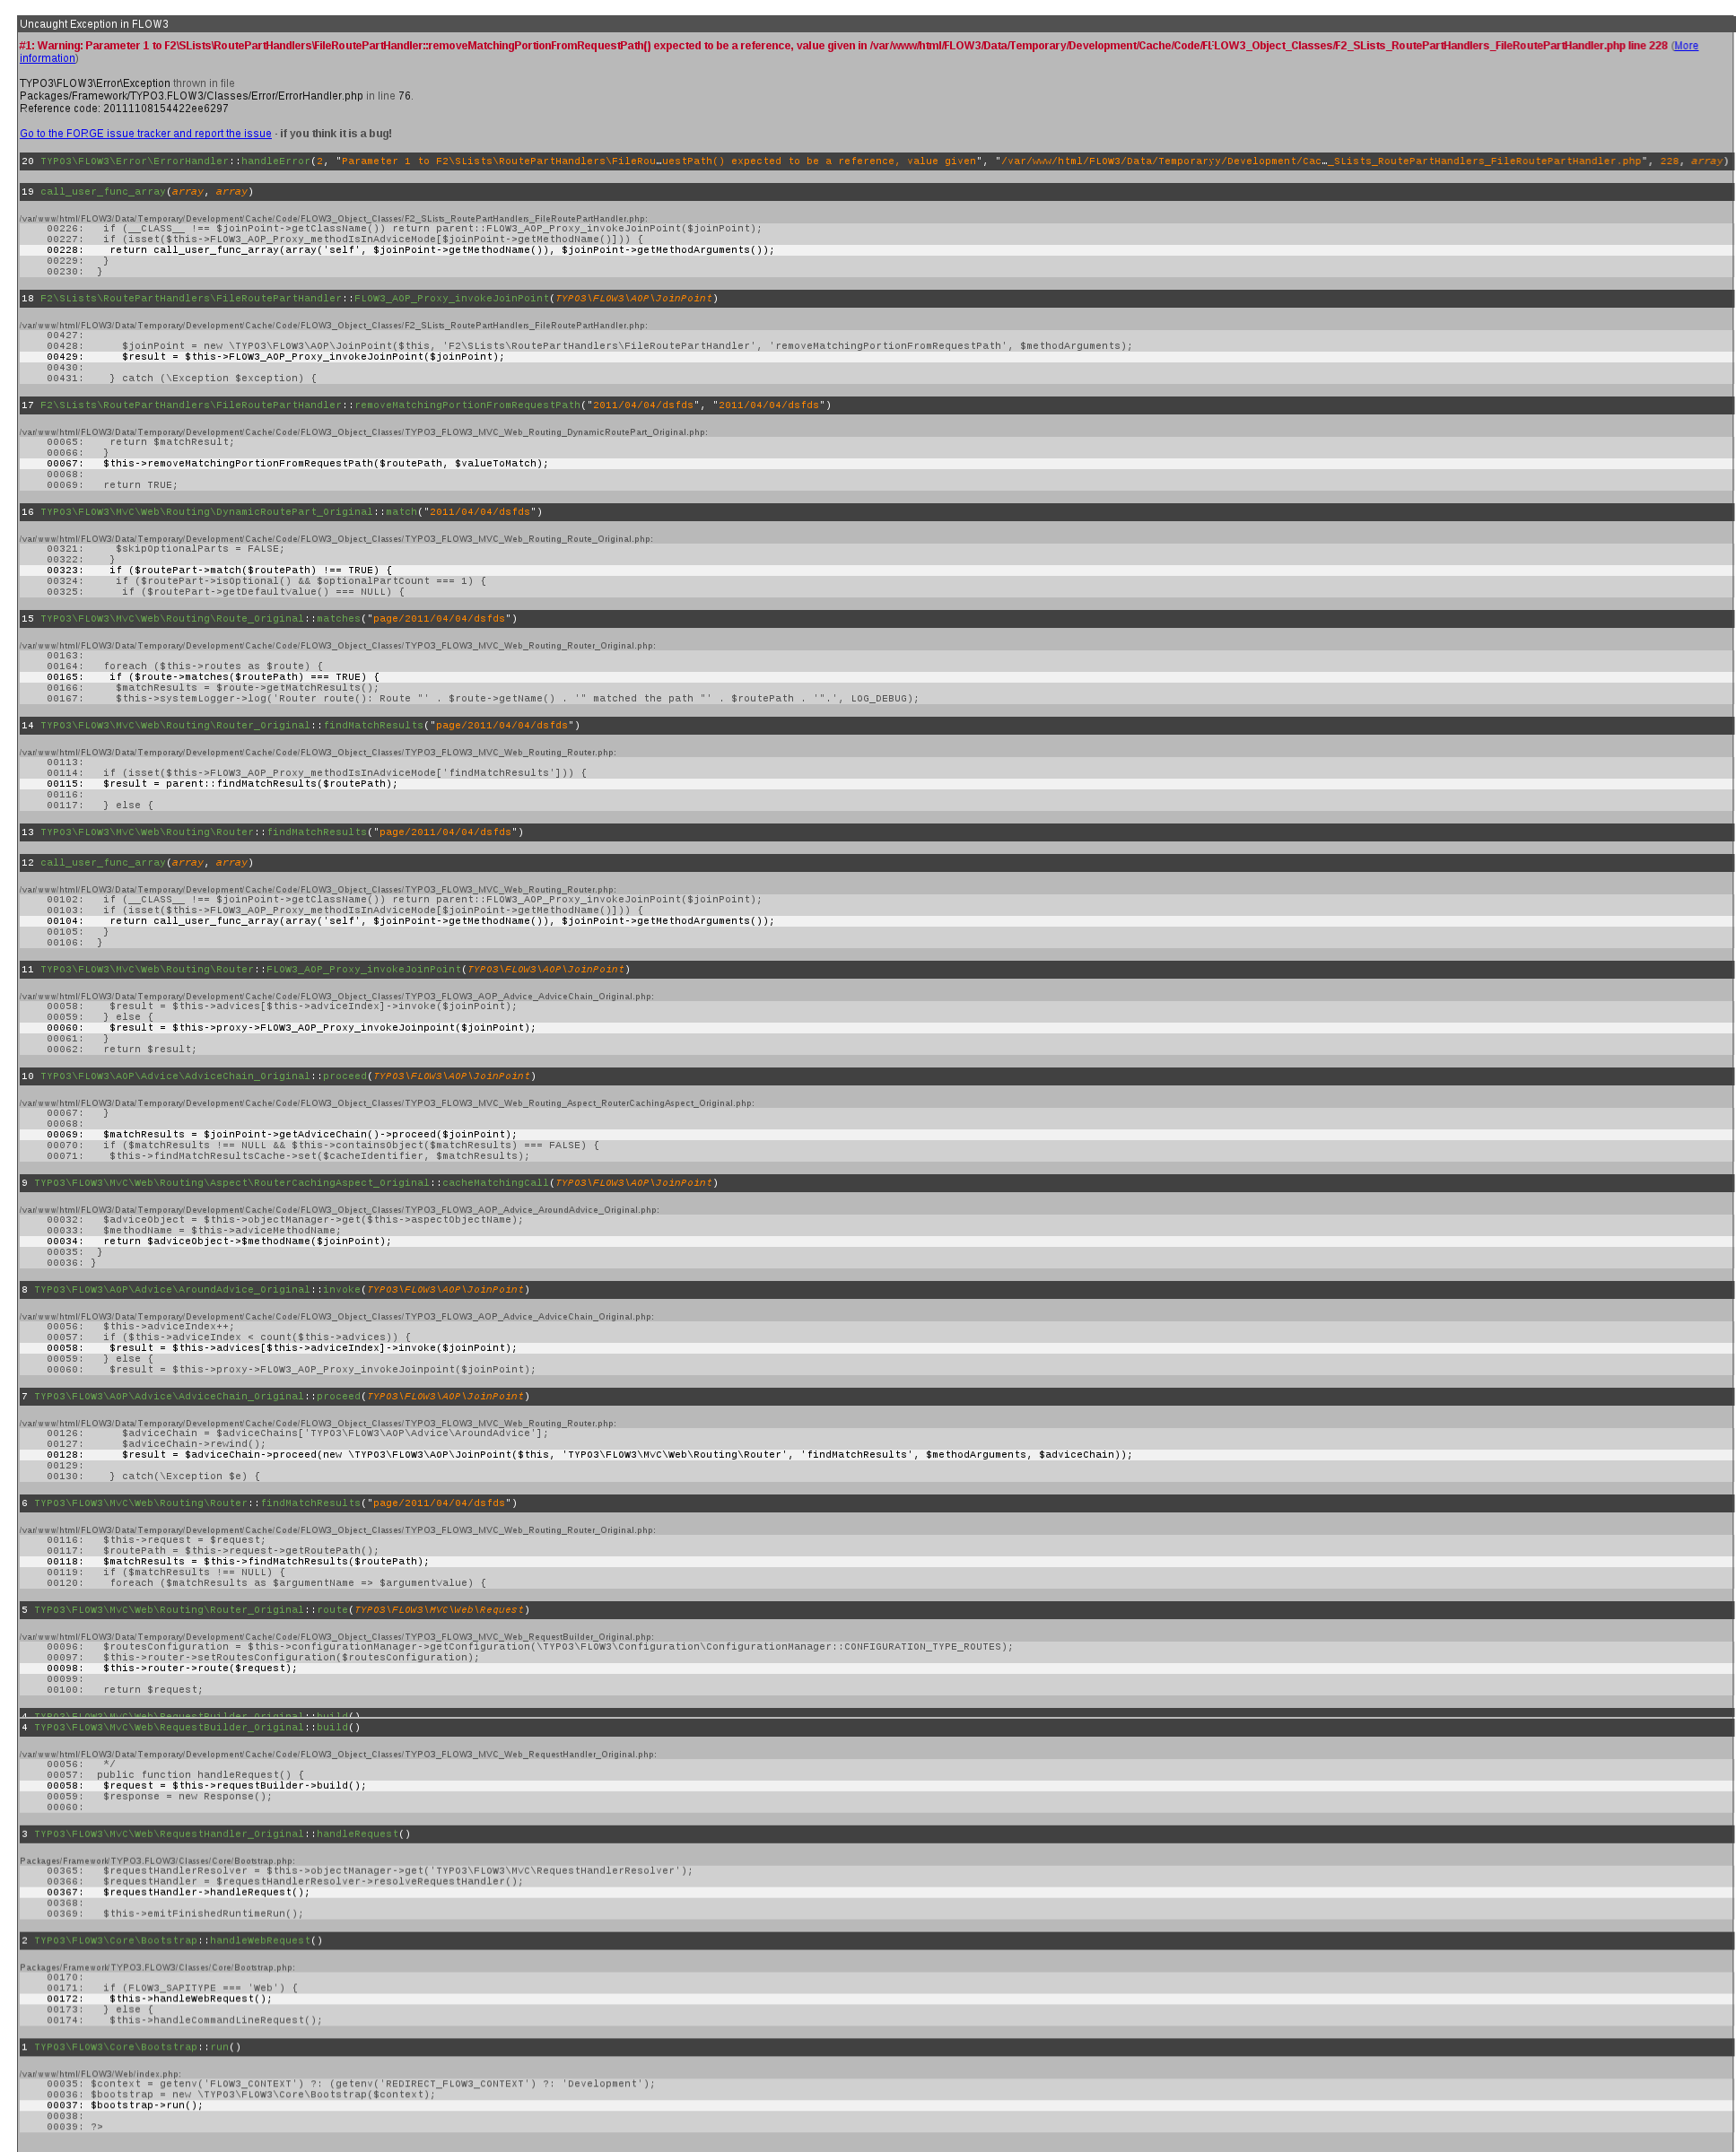 Uncaught Exception in FLOW3
#1: Warning: Parameter 1 to F2\SLists\RoutePartHandlers\FileRoutePartHandler::removeMatchingPortionFromRequestPath() expected to be a reference, value given in /var/www/html/FLOW3/Data/Temporary/Development/Cache/Code/FL-LOW3_Object_Classes/F2_SLists_RoutePartHandlers_FileRoutePartHandler.php line 228 (More
information)
TYPO3\FLOW3\Error\Exception thrown in file
Packages/Framework/TYPO3.FLOW3/Classes/Error/ErrorHandler.php in line 76.
Reference code: 20111108154422ee6297
Go to the FORGE issue tracker and report the issue - if you think it is a bug!
20 TYPO3\FLOW3\Error\ErrorHandler::handleError(2, "Parameter 1 to F2\SLists\RoutePartHandlers\FileRou…uestPath() expected to be a reference, value given", "/var/www/html/FLOW3/Data/Temporaryy/Development/Cac…_SLists_RoutePartHandlers_FileRoutePartHandler.php", 228, array)
19 call_user_func_array(array, array)
/var/www/html/FLOW3/Data/Temporary/Development/Cache/Code/FLOW3_Object_Classes/F2_SLists_RoutePartHandlers_FileRoutePartHandler.php:
00226: if (__CLASS__ !== $joinPoint->getClassName()) return parent::FLOW3_AOP_Proxy_invokeJoinPoint($joinPoint);
00227: if (isset($this->FLOW3_AOP_Proxy_methodIsInAdviceMode[$joinPoint->getMethodName()])) {
00228: return call_user_func_array(array('self', $joinPoint->getMethodName()), $joinPoint->getMethodArguments());
00229: }
00230: }
18 F2\SLists\RoutePartHandlers\FileRoutePartHandler::FLOW3_AOP_Proxy_invokeJoinPoint(TYPO3\FLOW3\AOP\JoinPoint)
/var/www/html/FLOW3/Data/Temporary/Development/Cache/Code/FLOW3_Object_Classes/F2_SLists_RoutePartHandlers_FileRoutePartHandler.php:
00427:
00428: $joinPoint = new \TYPO3\FLOW3\AOP\JoinPoint($this, 'F2\SLists\RoutePartHandlers\FileRoutePartHandler', 'removeMatchingPortionFromRequestPath', $methodArguments);
00429: $result = $this->FLOW3_AOP_Proxy_invokeJoinPoint($joinPoint);
00430:
00431: } catch (\Exception $exception) {
17 F2\SLists\RoutePartHandlers\FileRoutePartHandler::removeMatchingPortionFromRequestPath("2011/04/04/dsfds", "2011/04/04/dsfds")
/var/www/html/FLOW3/Data/Temporary/Development/Cache/Code/FLOW3_Object_Classes/TYPO3_FLOW3_MVC_Web_Routing_DynamicRoutePart_Original.php:
00065: return $matchResult;
00066: }
00067: $this->removeMatchingPortionFromRequestPath($routePath, $valueToMatch);
00068:
00069: return TRUE;
16 TYPO3\FLOW3\MVC\Web\Routing\DynamicRoutePart_Original::match("2011/04/04/dsfds")
/var/www/html/FLOW3/Data/Temporary/Development/Cache/Code/FLOW3_Object_Classes/TYPO3_FLOW3_MVC_Web_Routing_Route_Original.php:
00321: $skipOptionalParts = FALSE;
00322: }
00323: if ($routePart->match($routePath) !== TRUE) {
00324: if ($routePart->isOptional() && $optionalPartCount === 1) {
00325: if ($routePart->getDefaultValue() === NULL) {
15 TYPO3\FLOW3\MVC\Web\Routing\Route_Original::matches("page/2011/04/04/dsfds")
/var/www/html/FLOW3/Data/Temporary/Development/Cache/Code/FLOW3_Object_Classes/TYPO3_FLOW3_MVC_Web_Routing_Router_Original.php:
00163:
00164: foreach ($this->routes as $route) {
00165: if ($route->matches($routePath) === TRUE) {
00166: $matchResults = $route->getMatchResults();
00167: $this->systemLogger->log('Router route(): Route "' . $route->getName() . '" matched the path "' . $routePath . '".', LOG_DEBUG);
14 TYPO3\FLOW3\MVC\Web\Routing\Router_Original::findMatchResults("page/2011/04/04/dsfds")
/var/www/html/FLOW3/Data/Temporary/Development/Cache/Code/FLOW3_Object_Classes/TYPO3_FLOW3_MVC_Web_Routing_Router.php:
00113:
00114: if (isset($this->FLOW3_AOP_Proxy_methodIsInAdviceMode['findMatchResults'])) {
00115: $result = parent::findMatchResults($routePath);
00116:
00117: } else {
13 TYPO3\FLOW3\MVC\Web\Routing\Router::findMatchResults("page/2011/04/04/dsfds")
12 call_user_func_array(array, array)
/var/www/html/FLOW3/Data/Temporary/Development/Cache/Code/FLOW3_Object_Classes/TYPO3_FLOW3_MVC_Web_Routing_Router.php:
00102: if (__CLASS__ !== $joinPoint->getClassName()) return parent::FLOW3_AOP_Proxy_invokeJoinPoint($joinPoint);
00103: if (isset($this->FLOW3_AOP_Proxy_methodIsInAdviceMode[$joinPoint->getMethodName()])) {
00104: return call_user_func_array(array('self', $joinPoint->getMethodName()), $joinPoint->getMethodArguments());
00105: }
00106: }
11 TYPO3\FLOW3\MVC\Web\Routing\Router::FLOW3_AOP_Proxy_invokeJoinPoint(TYPO3\FLOW3\AOP\JoinPoint)
/var/www/html/FLOW3/Data/Temporary/Development/Cache/Code/FLOW3_Object_Classes/TYPO3_FLOW3_AOP_Advice_AdviceChain_Original.php:
00058: $result = $this->advices[$this->adviceIndex]->invoke($joinPoint);
00059: } else {
00060: $result = $this->proxy->FLOW3_AOP_Proxy_invokeJoinpoint($joinPoint);
00061: }
00062: return $result;
10 TYPO3\FLOW3\AOP\Advice\AdviceChain_Original::proceed(TYPO3\FLOW3\AOP\JoinPoint)
/var/www/html/FLOW3/Data/Temporary/Development/Cache/Code/FLOW3_Object_Classes/TYPO3_FLOW3_MVC_Web_Routing_Aspect_RouterCachingAspect_Original.php:
00067: }
00068:
00069: $matchResults = $joinPoint->getAdviceChain()->proceed($joinPoint);
00070: if ($matchResults !== NULL && $this->containsObject($matchResults) === FALSE) {
00071: $this->findMatchResultsCache->set($cacheIdentifier, $matchResults);
9 TYPO3\FLOW3\MVC\Web\Routing\Aspect\RouterCachingAspect_Original::cacheMatchingCall(TYPO3\FLOW3\AOP\JoinPoint)
/var/www/html/FLOW3/Data/Temporary/Development/Cache/Code/FLOW3_Object_Classes/TYPO3_FLOW3_AOP_Advice_AroundAdvice_Original.php:
00032: $adviceObject = $this->objectManager->get($this->aspectObjectName);
00033: $methodName = $this->adviceMethodName;
00034: return $adviceObject->$methodName($joinPoint);
00035: }
00036: }
8 TYPO3\FLOW3\AOP\Advice\AroundAdvice_Original::invoke(TYPO3\FLOW3\AOP\JoinPoint)
/var/www/html/FLOW3/Data/Temporary/Development/Cache/Code/FLOW3_Object_Classes/TYPO3_FLOW3_AOP_Advice_AdviceChain_Original.php:
00056: $this->adviceIndex++;
00057: if ($this->adviceIndex < count($this->advices)) {
00058: $result = $this->advices[$this->adviceIndex]->invoke($joinPoint);
00059: } else {
00060: $result = $this->proxy->FLOW3_AOP_Proxy_invokeJoinpoint($joinPoint);
7 TYPO3\FLOW3\AOP\Advice\AdviceChain_Original::proceed(TYPO3\FLOW3\AOP\JoinPoint)
/var/www/html/FLOW3/Data/Temporary/Development/Cache/Code/FLOW3_Object_Classes/TYPO3_FLOW3_MVC_Web_Routing_Router.php:
00126: $adviceChain = $adviceChains['TYPO3\FLOW3\AOP\Advice\AroundAdvice'];
00127: $adviceChain->rewind();
00128: $result = $adviceChain->proceed(new \TYPO3\FLOW3\AOP\JoinPoint($this, 'TYPO3\FLOW3\MVC\Web\Routing\Router', 'findMatchResults', $methodArguments, $adviceChain));
00129:
00130: } catch(\Exception $e) {
6 TYPO3\FLOW3\MVC\Web\Routing\Router::findMatchResults("page/2011/04/04/dsfds")
/var/www/html/FLOW3/Data/Temporary/Development/Cache/Code/FLOW3_Object_Classes/TYPO3_FLOW3_MVC_Web_Routing_Router_Original.php:
00116: $this->request = $request;
00117: $routePath = $this->request->getRoutePath();
00118: $matchResults = $this->findMatchResults($routePath);
00119: if ($matchResults !== NULL) {
00120: foreach ($matchResults as $argumentName => $argumentValue) {
5 TYPO3\FLOW3\MVC\Web\Routing\Router_Original::route(TYPO3\FLOW3\MVC\Web\Request)
/var/www/html/FLOW3/Data/Temporary/Development/Cache/Code/FLOW3_Object_Classes/TYPO3_FLOW3_MVC_Web_RequestBuilder_Original.php:
00096: $routesConfiguration = $this->configurationManager->getConfiguration(\TYPO3\FLOW3\Configuration\ConfigurationManager::CONFIGURATION_TYPE_ROUTES);
00097: $this->router->setRoutesConfiguration($routesConfiguration);
00098: $this->router->route($request);
00099:
00100: return $request;
4 TYPO3\FLOW3\MVC\Web\RequestBuilder_Original::build()
4 TYPO3\FLOW3\MVC\Web\RequestBuilder_Original::build()
/var/www/html/FLOW3/Data/Temporary/Development/Cache/Code/FLOW3_Object_Classes/TYPO3_FLOW3_MVC_Web_RequestHandler_Original.php:
00056: */
00057: public function handleRequest() {
00058: $request = $this->requestBuilder->build();
00059: $response = new Response();
00060:
3 TYPO3\FLOW3\MVC\Web\RequestHandler_Original::handleRequest()
Packages/Framework/TYPO3.FLOW3/Classes/Core/Bootstrap.php:
00365: $requestHandlerResolver = $this->objectManager->get('TYPO3\FLOW3\MVC\RequestHandlerResolver');
00366: $requestHandler = $requestHandlerResolver->resolveRequestHandler();
00367: $requestHandler->handleRequest();
00368:
00369: $this->emitFinishedRuntimeRun();
2 TYPO3\FLOW3\Core\Bootstrap::handleWebRequest()
Packages/Framework/TYPO3.FLOW3/Classes/Core/Bootstrap.php:
00170:
00171: if (FLOW3_SAPITYPE === 'Web') {
00172: $this->handleWebRequest();
00173: } else {
00174: $this->handleCommandLineRequest();
1 TYPO3\FLOW3\Core\Bootstrap::run()
/var/www/html/FLOW3/Web/index.php:
00035: $context = getenv('FLOW3_CONTEXT') ?: (getenv('REDIRECT_FLOW3_CONTEXT') ?: 'Development');
00036: $bootstrap = new \TYPO3\FLOW3\Core\Bootstrap($context);
00037: $bootstrap->run();
00038:
00039: ?>